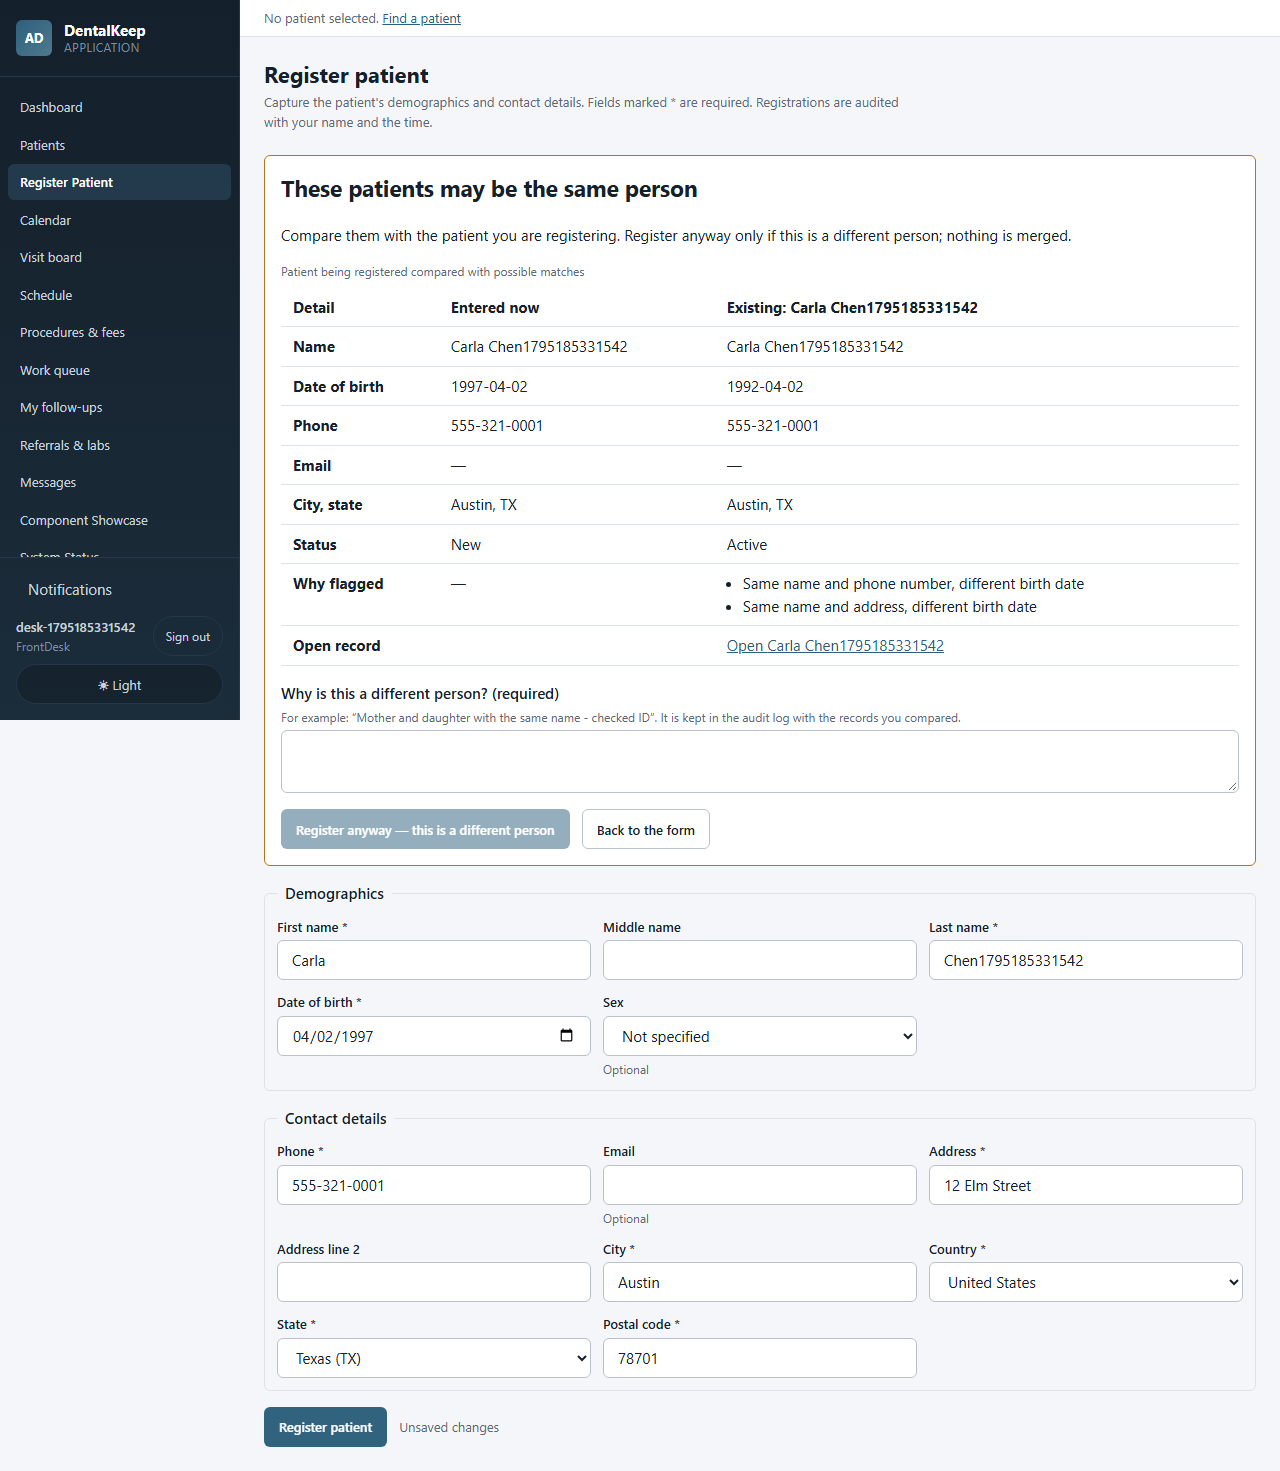 AD
DentalKeep
APPLICATION
Dashboard
Patients
Register Patient
Calendar
Visit board
Schedule
Procedures & fees
Work queue
My follow-ups
Referrals & labs
Messages
Component Showcase
System Status
Notifications
desk-1795185331542
FrontDesk
Sign out
☀ Light
No patient selected. Find a patient
Register patient
Capture the patient's demographics and contact details. Fields marked * are required. Registrations are audited
with your name and the time.
These patients may be the same person
Compare them with the patient you are registering. Register anyway only if this is a different person; nothing is merged.
Patient being registered compared with possible matches
Detail Entered now Existing: Carla Chen1795185331542
Name Carla Chen1795185331542 Carla Chen1795185331542
Date of birth 1997-04-02 1992-04-02
Phone 555-321-0001 555-321-0001
Email — —
City, state Austin, TX Austin, TX
Status New Active
Why flagged — • Same name and phone number, different birth date
• Same name and address, different birth date
Open record Open Carla Chen1795185331542
Why is this a different person? (required)
For example: “Mother and daughter with the same name - checked ID”. It is kept in the audit log with the records you compared.
Register anyway — this is a different person Back to the form
Demographics
First name * Middle name Last name *
Carla Chen1795185331542
Date of birth * Sex
04/02/1997 Not specified
Optional
Contact details
Phone * Email Address *
555-321-0001 12 Elm Street
Optional
Address line 2 City * Country *
Austin United States
State * Postal code *
Texas (TX) 78701
Register patient Unsaved changes